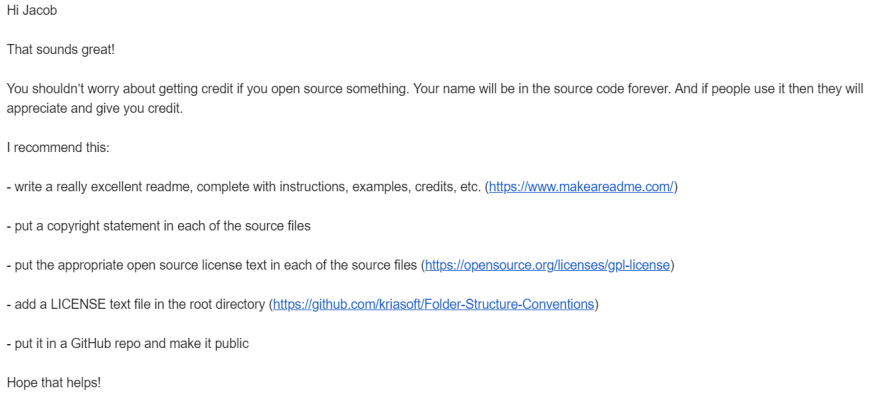 Hi Jacob
That sounds great!
You shouldn't worry about getting credit if you open source something. Your name will be in the source code forever. And if people use it then they will
appreciate and give you credit.
I recommend this:
- write a really excellent readme, complete with instructions, examples, credits, etc. (https://www.makeareadme.com/)
- put a copyright statement in each of the source files
- put the appropriate open source license text in each of the source files (https://opensource.org/licenses/gpl-license)
- add a LICENSE text file in the root directory (https://github.com/kriasoft/Folder-Structure-Conventions)
- put it in a GitHub repo and make it public
Hope that helps!